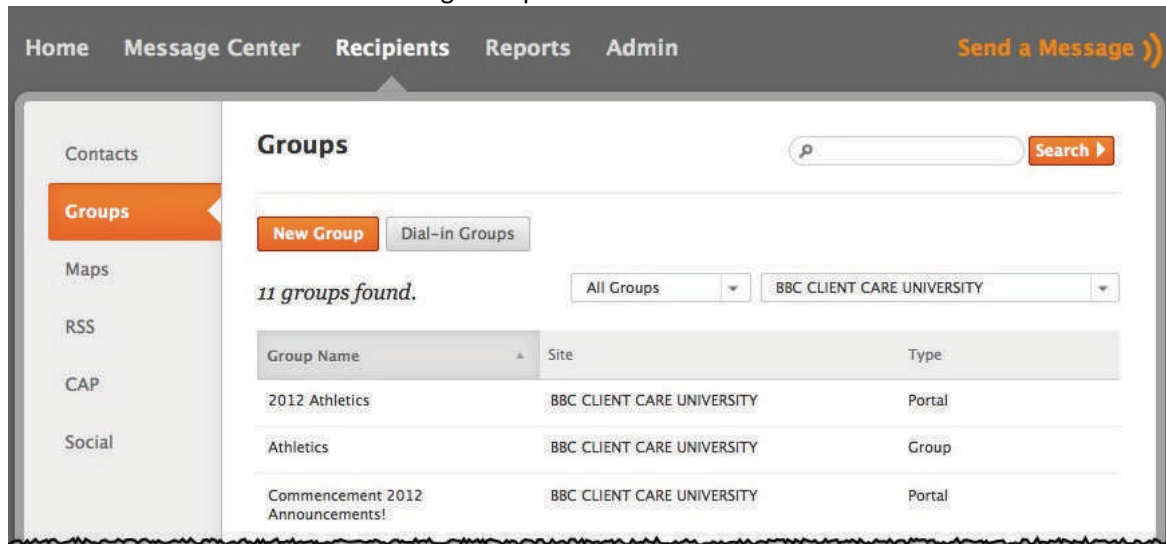 Home Message Center Recipients Reports Admin Send a Message
Contacts
Groups
Maps
RSS
CAP
Social
Groups
Search
New Group Dial-in Groups
11 groups found. All Groups BBC CLIENT CARE UNIVERSITY
Group Name Site Type
2012 Athletics BBC CLIENT CARE UNIVERSITY Portal
Athletics BBC CLIENT CARE UNIVERSITY Group
Commencement 2012 BBC CLIENT CARE UNIVERSITY Portal
Announcements!